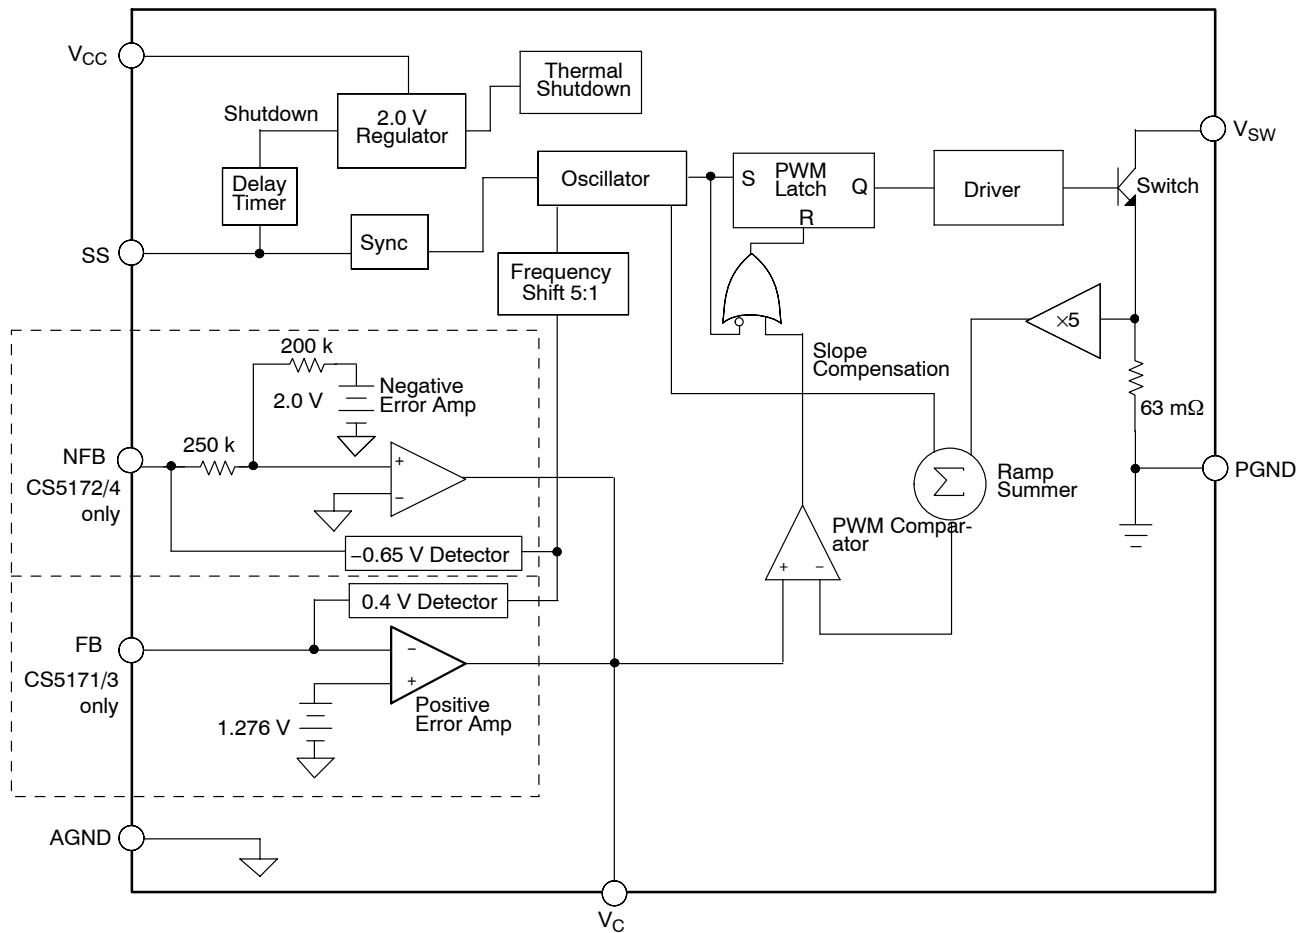 VCC
Thermal
Shutdown
Shutdown
2.0 V
Regulator
VSW
Delay
Timer
Oscillator
S
PWM
Latch
Q
R
Driver
Switch
SS
Sync
Frequency
Shift 5:1
×5
200 k
2.0 V
Negative
Error Amp
Slope
Compensation
63 mΩ
250 k
NFB
CS5172/4
only
+
−
Σ
Ramp
Summer
PGND
PWM Compar-
ator
−0.65 V Detector
+
−
0.4 V Detector
FB
CS5171/3
only
−
+
1.276 V
Positive
Error Amp
AGND
VC